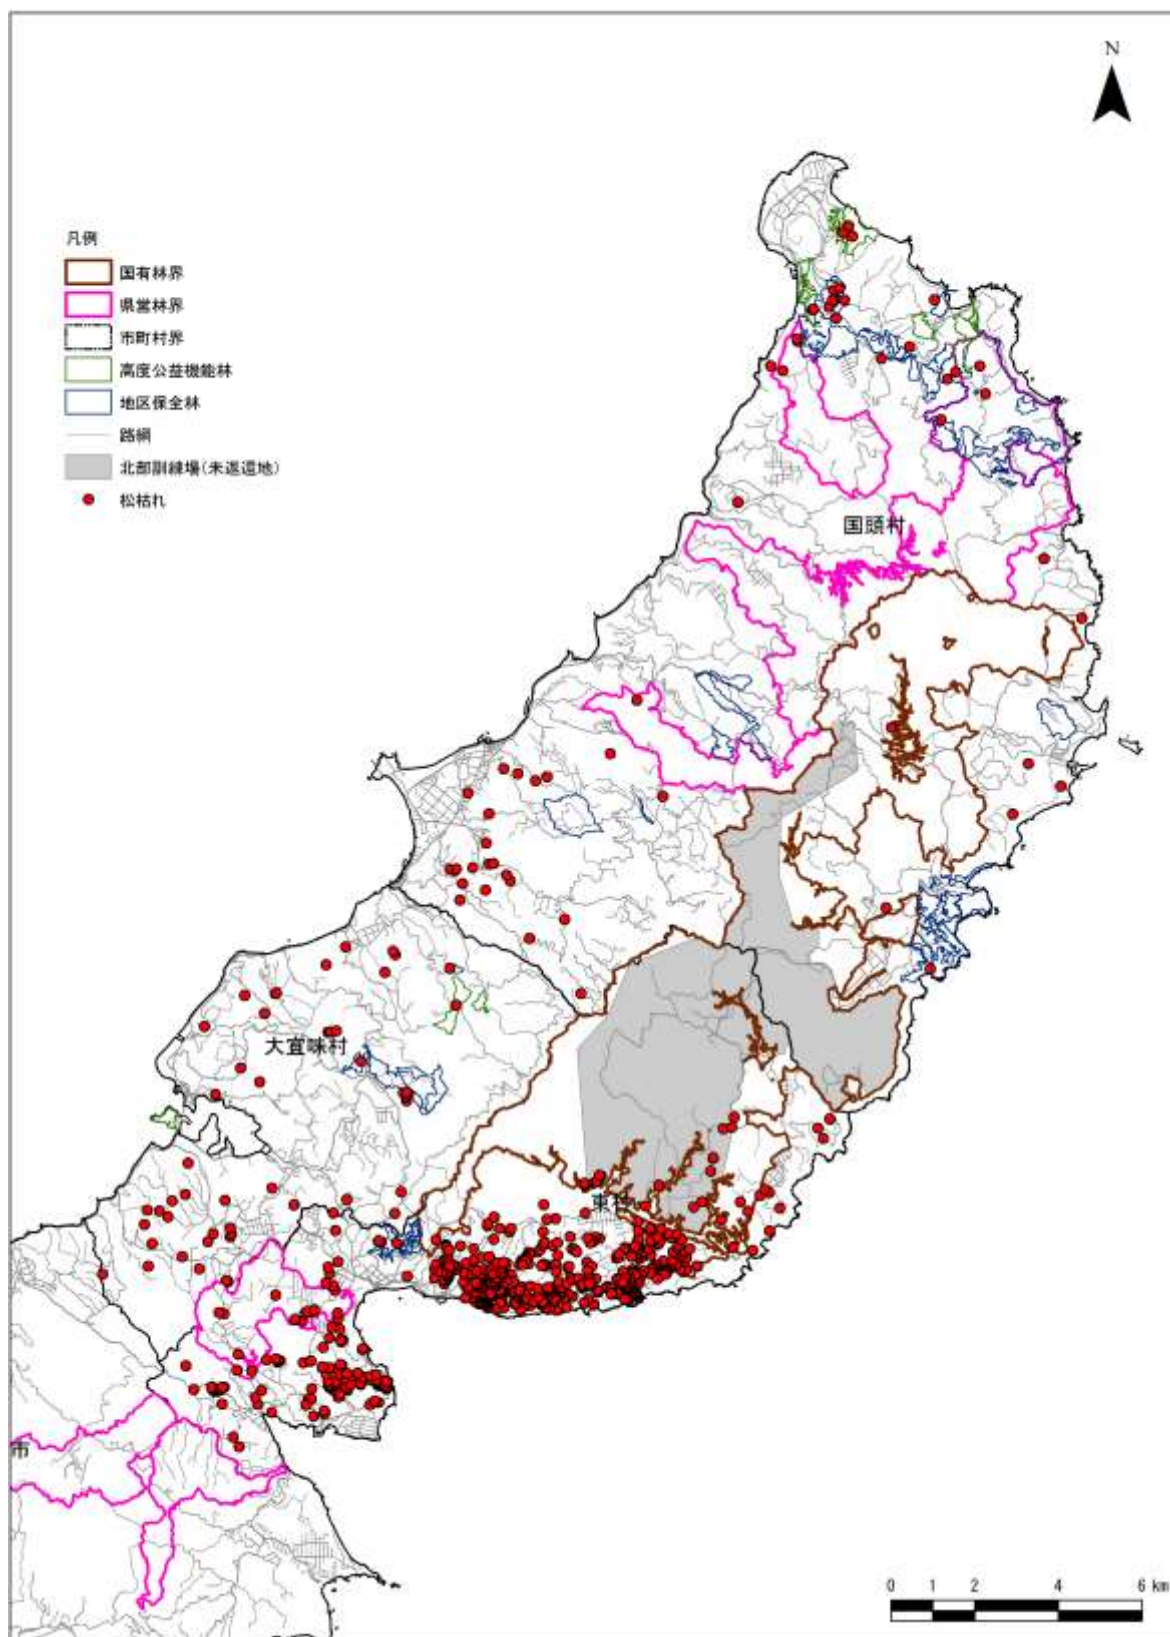 N
凡例
国有林界
県営林界
市町村界
高度公益機能林
地区保全林
路網
北部訓練場(未返還地)
松枯れ
国頭村
大宜味村
東村
市
0 1 2 4 6 km